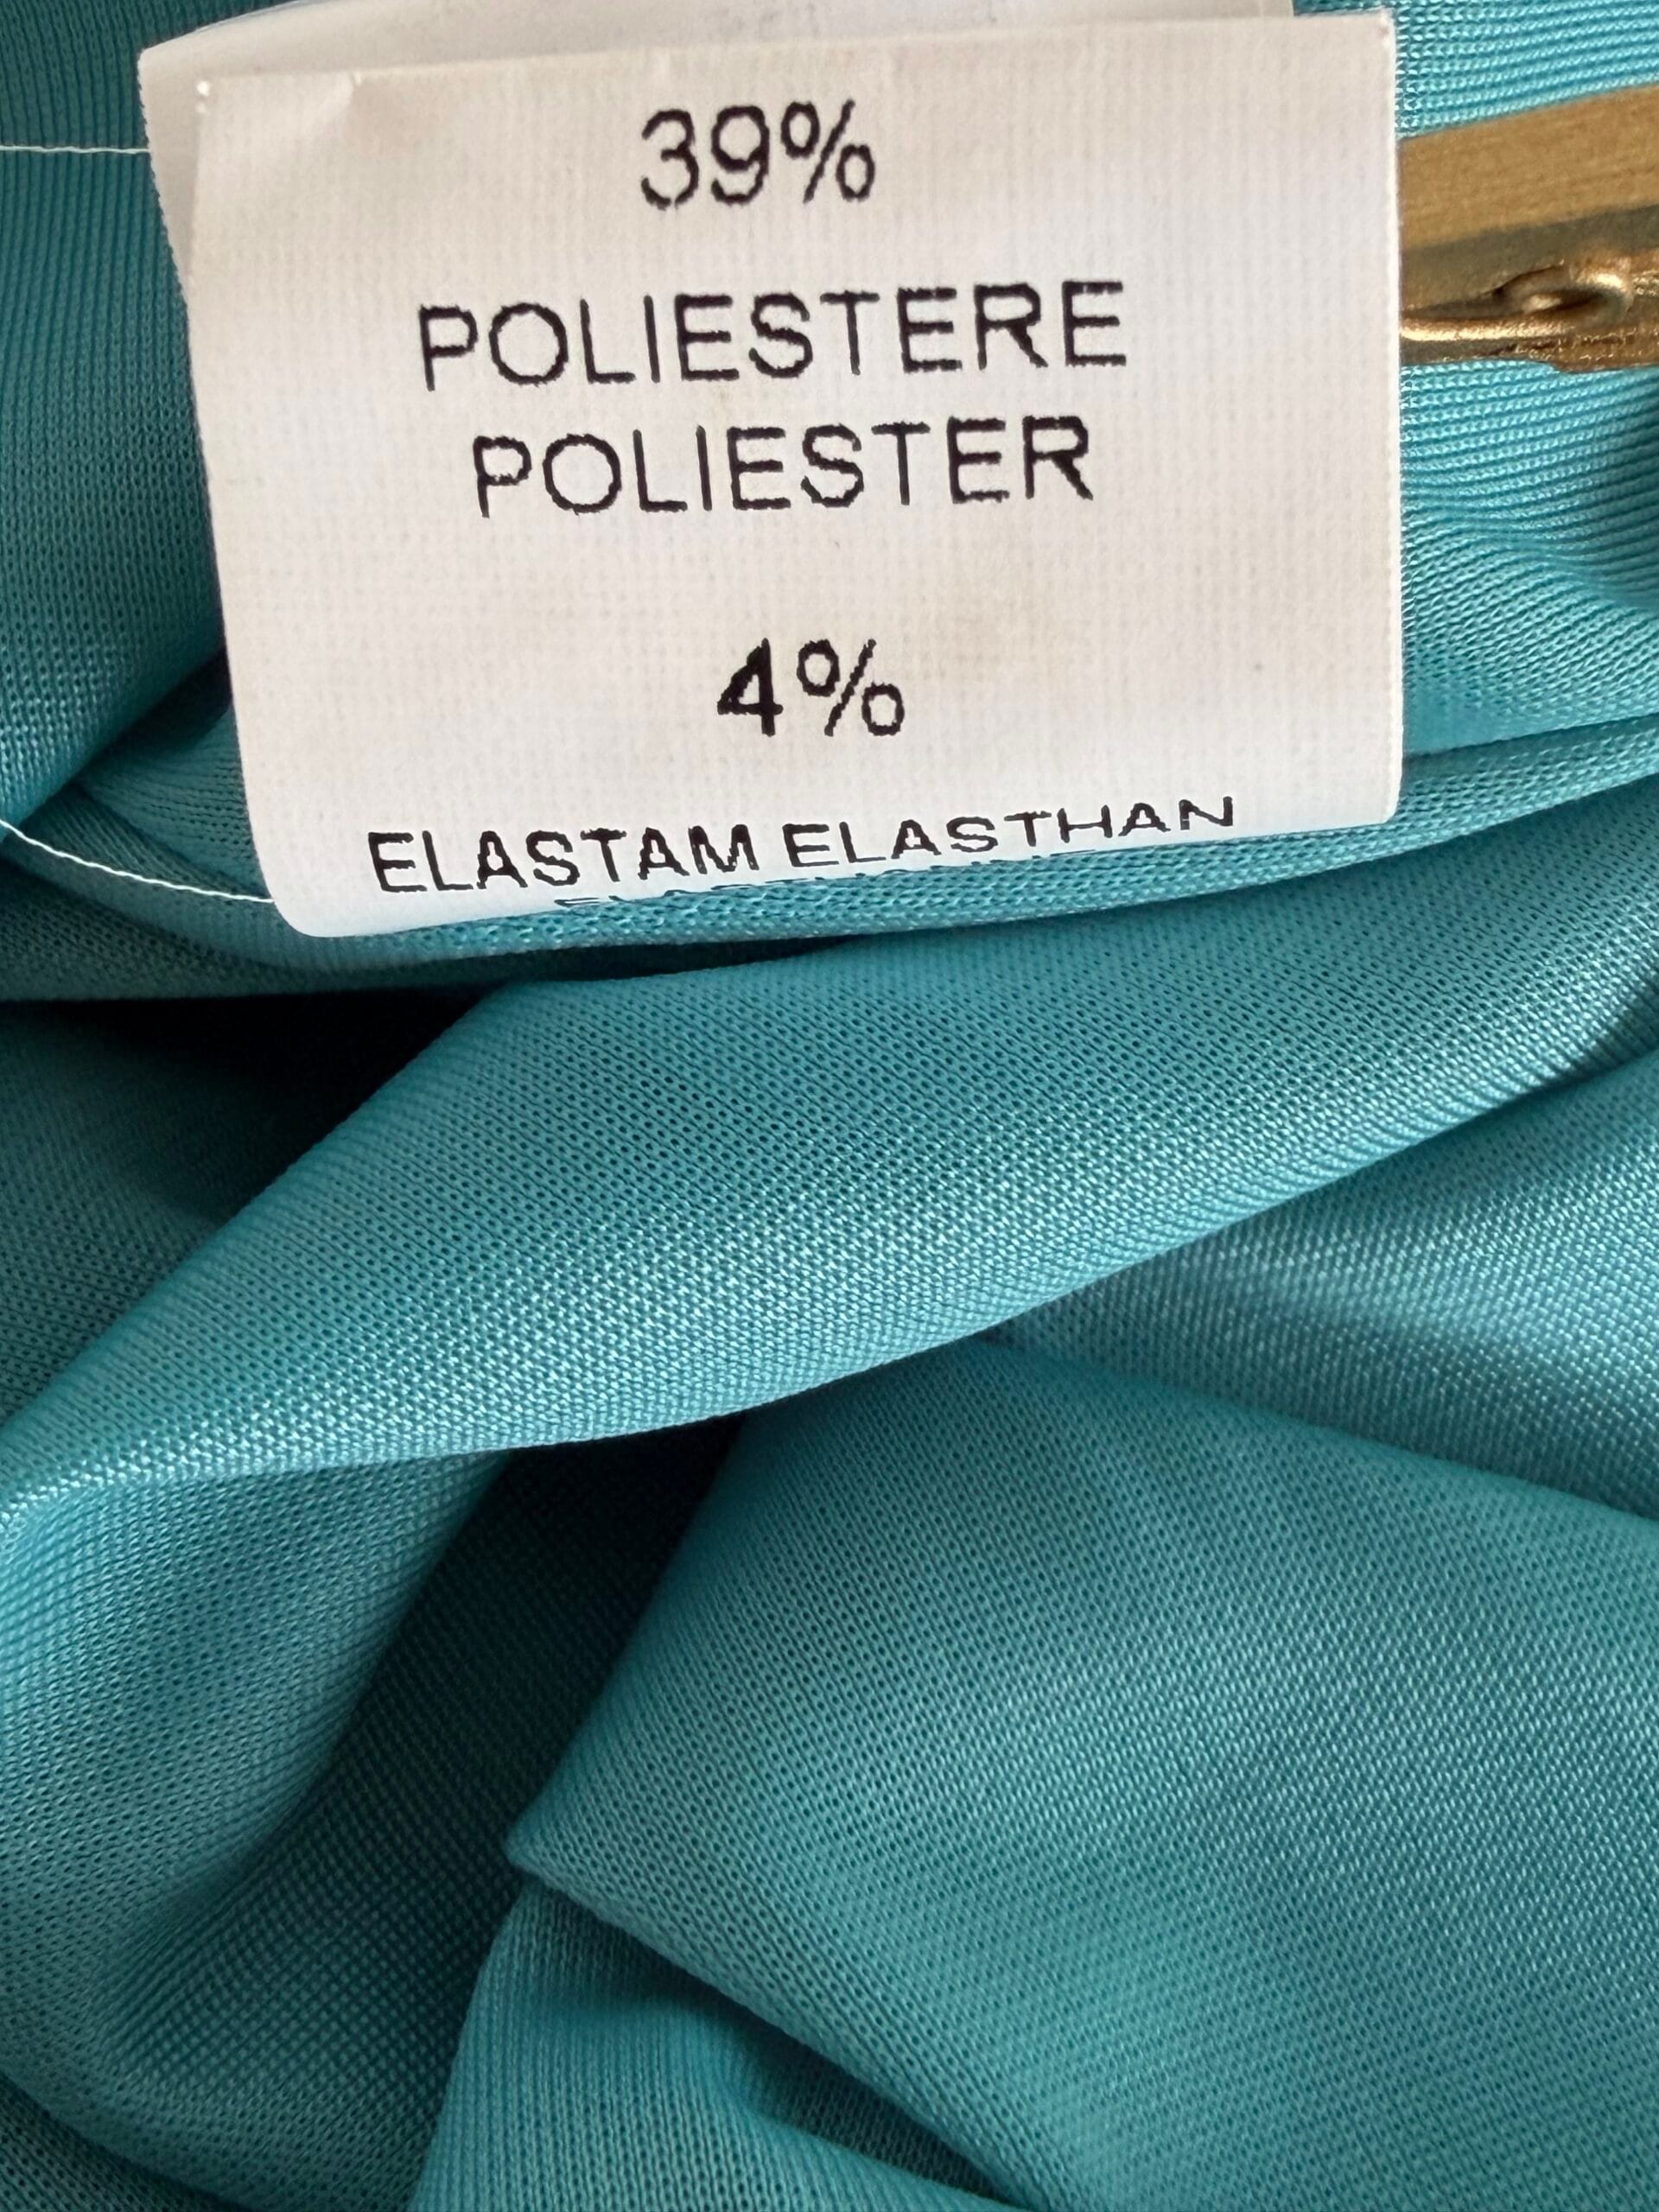 39%
POLIESTERE
POLIESTER
4%
ELASTAM ELASTHAN